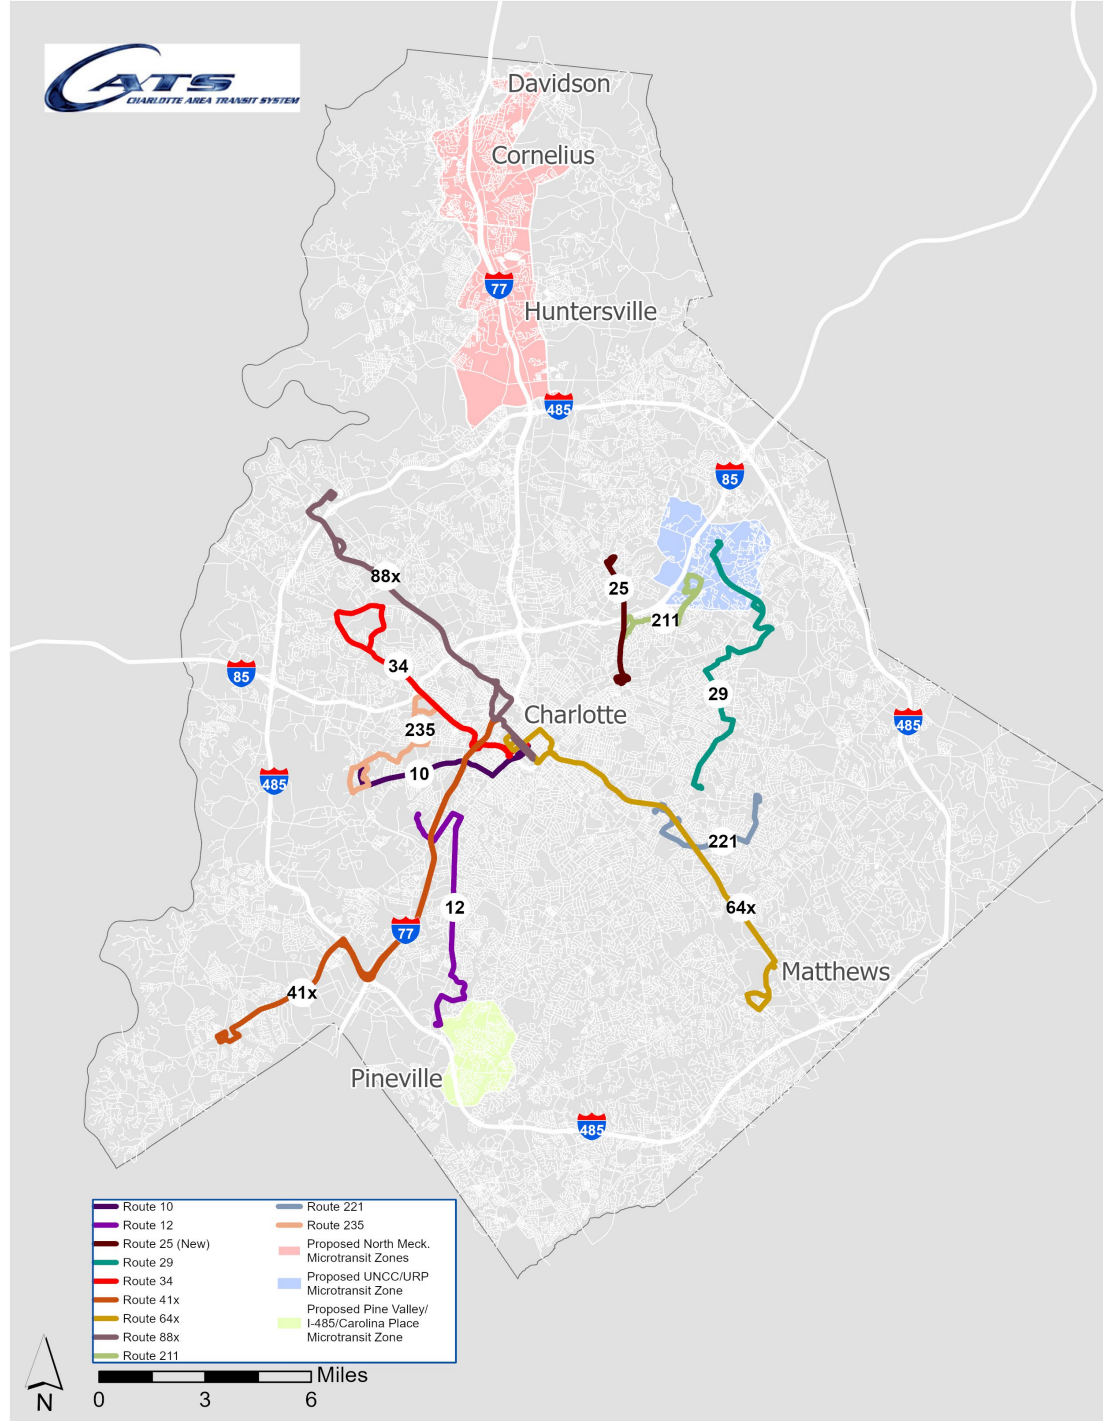 CATS
CHARLOTTE AREA TRANSIT SYSTEM
Davidson
Cornelius
77
Huntersville
485
85
88x
25
211
34
85
29
Charlotte
485
235
10
485
221
12
64x
77
Matthews
41x
Pineville
485
Route 10
Route 12
Route 25 (New)
Route 29
Route 34
Route 41x
Route 64x
Route 88x
Route 211
Route 221
Route 235
Proposed North Meck.
Microtransit Zones
Proposed UNCC/URP
Microtransit Zone
Proposed Pine Valley/
I-485/Carolina Place
Microtransit Zone
N
Miles
0 3 6